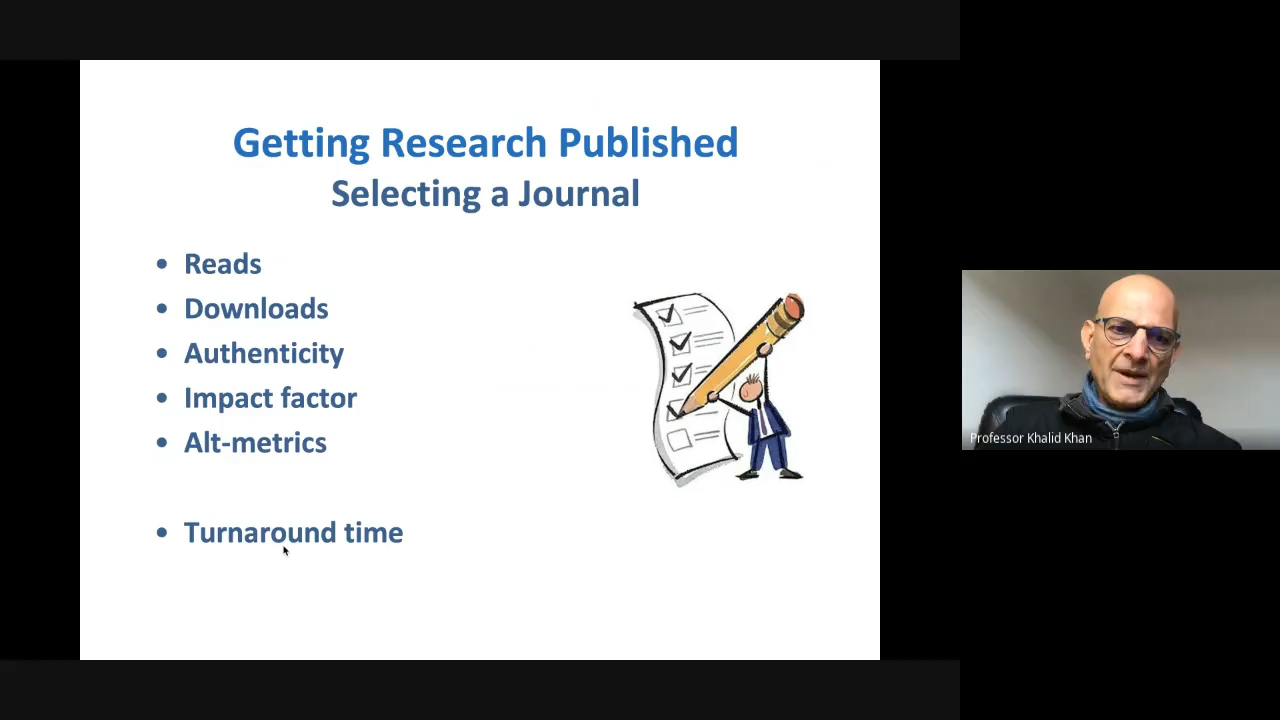 Getting Research Published
Selecting a Journal
• Reads
• Downloads
• Authenticity
• Impact factor
• Alt-metrics
• Turnaround time
Professor Khalid Khan